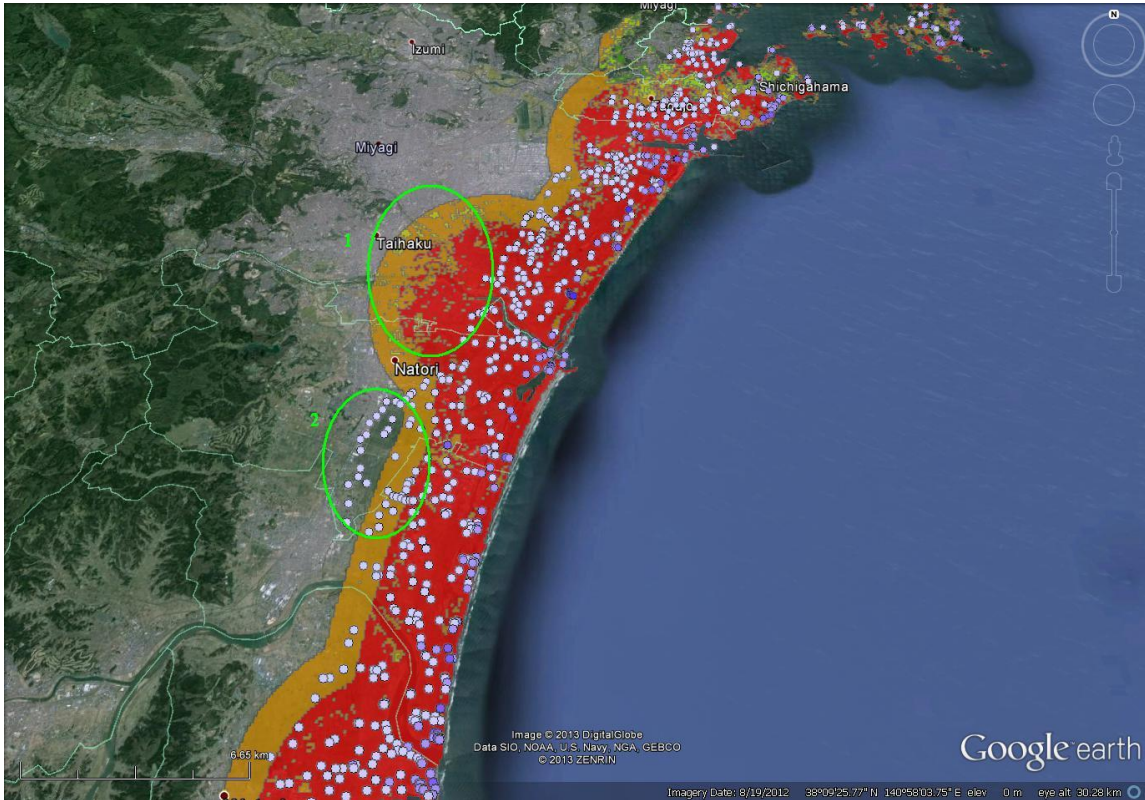 Miyagi
N
Izumi
Shichigahama
Miyagi
1
Taihaku
Natori
2
6.65 km
Image © 2013 DigitalGlobe
Data SIO, NOAA, U.S. Navy, NGA, GEBCO
© 2013 ZENRIN
Google earth
Imagery Date: 8/19/2012 38°09'25.77" N 140°58'03.75" E elev 0 m eye alt 30.28 km